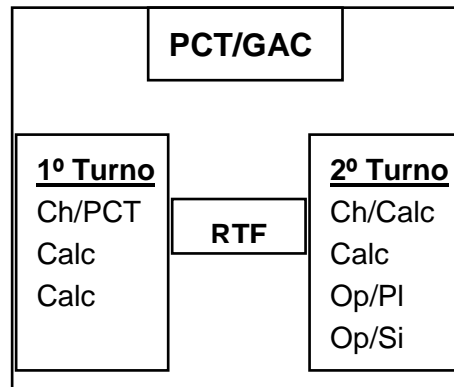 PCT/GAC
1º Turno
Ch/PCT
Calc
Calc
RTF
2º Turno
Ch/Calc
Calc
Op/Pl
Op/Si